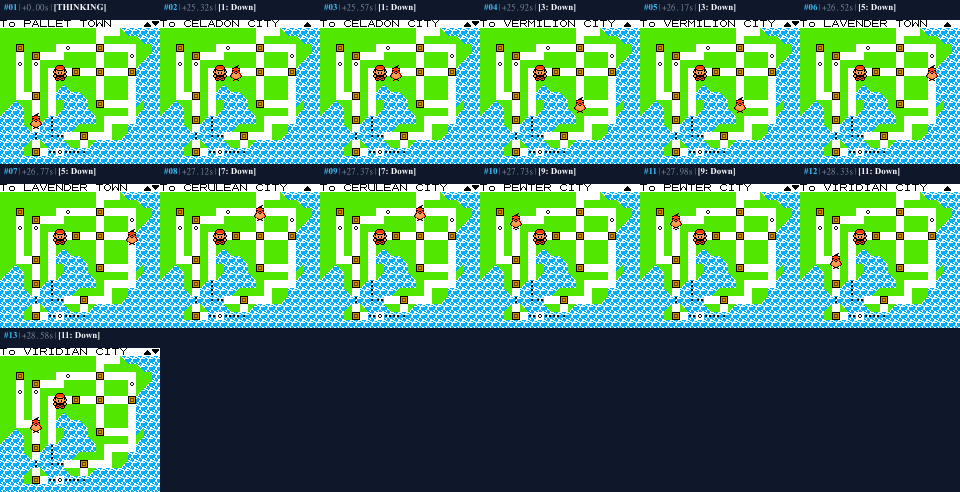 #01|+0.00s|[THINKING]
To PALLET TOWN
#02|+25.32s|[1: Down]
To CELADON CITY
#03|+25.57s|[1: Down]
To CELADON CITY
#04|+25.92s|[3: Down]
To VERMILION CITY
#05|+26.17s|[3: Down]
To VERMILION CITY
#06|+26.52s|[5: Down]
To LAVENDER TOWN
#07|+26.77s|[5: Down]
To LAVENDER TOWN
#08|+27.12s|[7: Down]
To CERULEAN CITY
#09|+27.37s|[7: Down]
To CERULEAN CITY
#10|+27.73s|[9: Down]
To PEWTER CITY
#11|+27.98s|[9: Down]
To PEWTER CITY
#12|+28.33s|[11: Down]
To VIRIDIAN CITY
#13|+28.58s|[11: Down]
To VIRIDIAN CITY